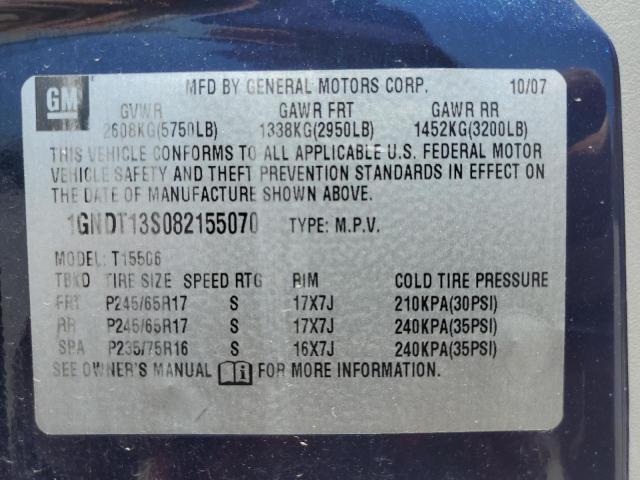 GM
MFD BY GENERAL MOTORS CORP. 10/07
GVWR GAWR FRT GAWR RR
2608KG(5750LB) 1338KG(2950LB) 1452KG(3200LB)
THIS VEHICLE CONFORMS TO ALL APPLICABLE U.S. FEDERAL MOTOR
VEHICLE SAFETY AND THEFT PREVENTION STANDARDS IN EFFECT ON
THE DATE OF MANUFACTURE SHOWN ABOVE.
1GNDT13S082155070 TYPE: M.P.V.
MODEL: T15506
TBKD TIRE SIZE SPEED RTG RIM COLD TIRE PRESSURE
FRT P245/65R17 S 17X7J 210KPA(30PSI)
RR P245/65R17 S 17X7J 240KPA(35PSI)
SPA P235/75R16 S 16X7J 240KPA(35PSI)
SEE OWNER'S MANUAL FOR MORE INFORMATION.